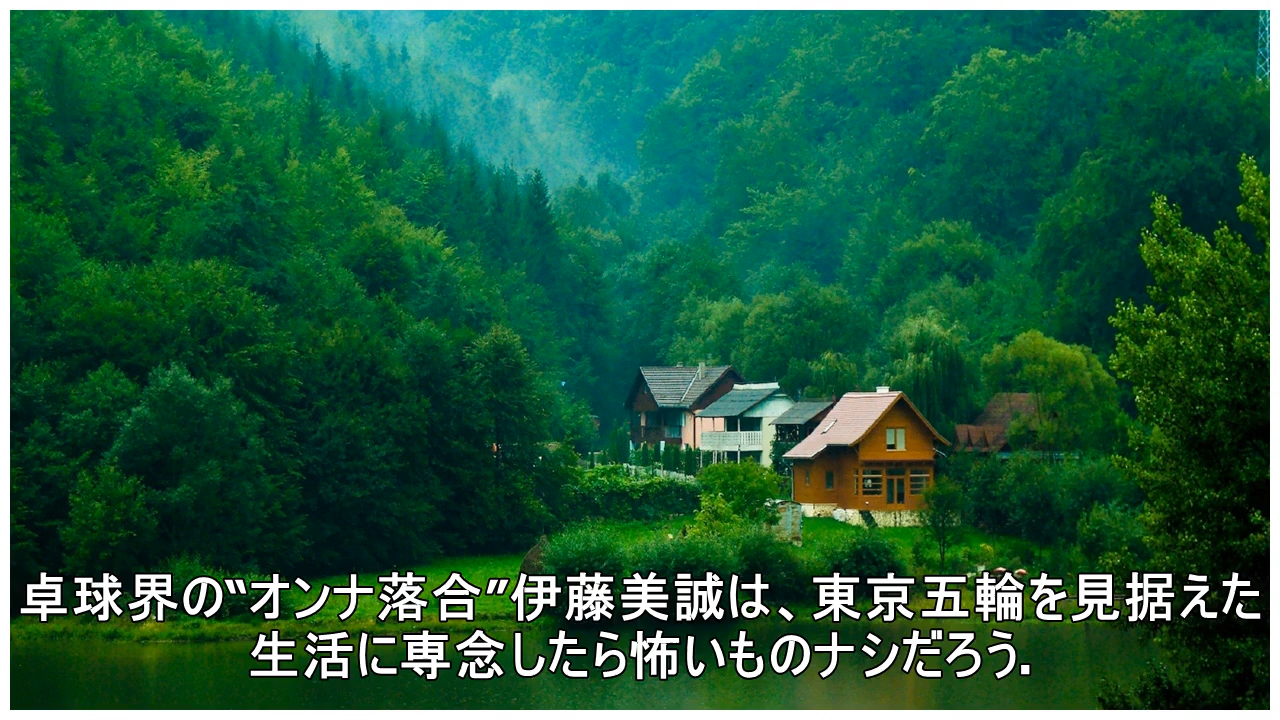 卓球界の“オンナ落合”伊藤美誠は、東京五輪を見据えた
生活に専念したら怖いものナシだろう.